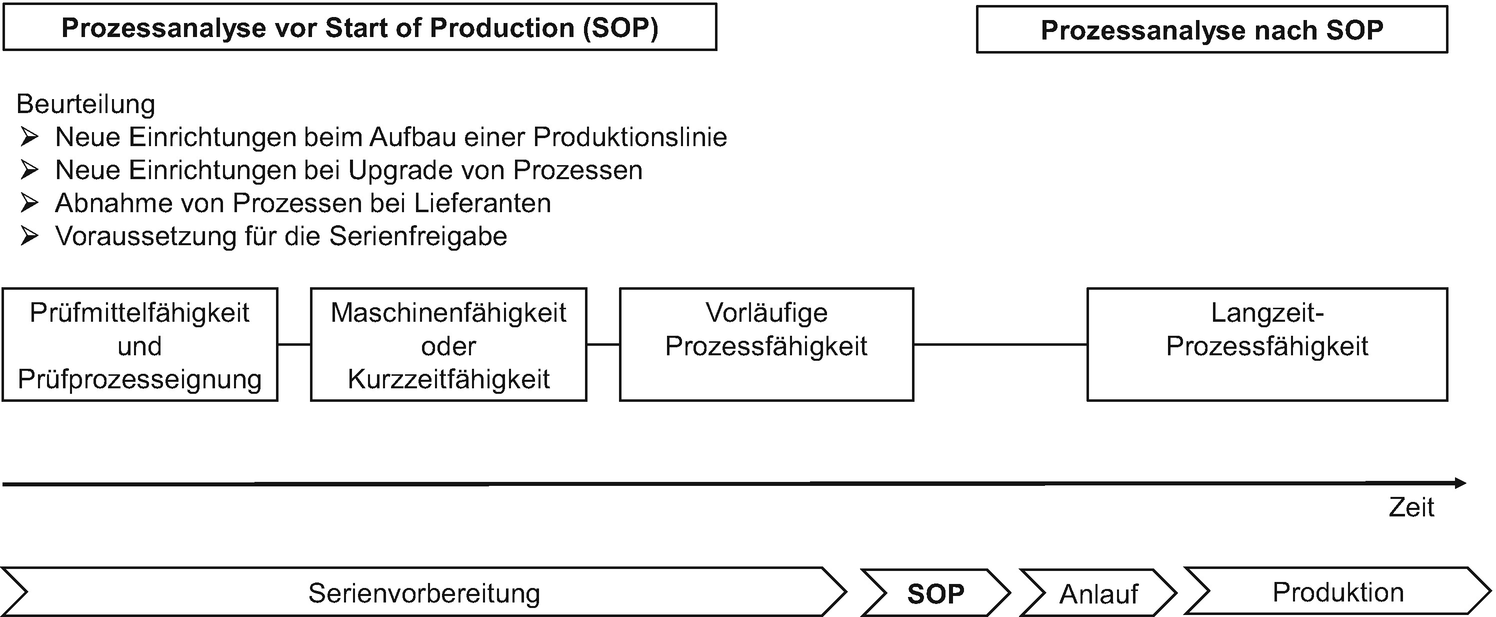 Prozessanalyse vor Start of Production (SOP)
Prozessanalyse nach SOP
Beurteilung
➢ Neue Einrichtungen beim Aufbau einer Produktionslinie
➢ Neue Einrichtungen bei Upgrade von Prozessen
➢ Abnahme von Prozessen bei Lieferanten
➢ Voraussetzung für die Serienfreigabe
Prüfmittelfähigkeit
und
Prüfprozesseignung
Maschinenfähigkeit
oder
Kurzzeitfähigkeit
Vorläufige
Prozessfähigkeit
Langzeit-
Prozessfähigkeit
Zeit
Serienvorbereitung
SOP
Anlauf
Produktion